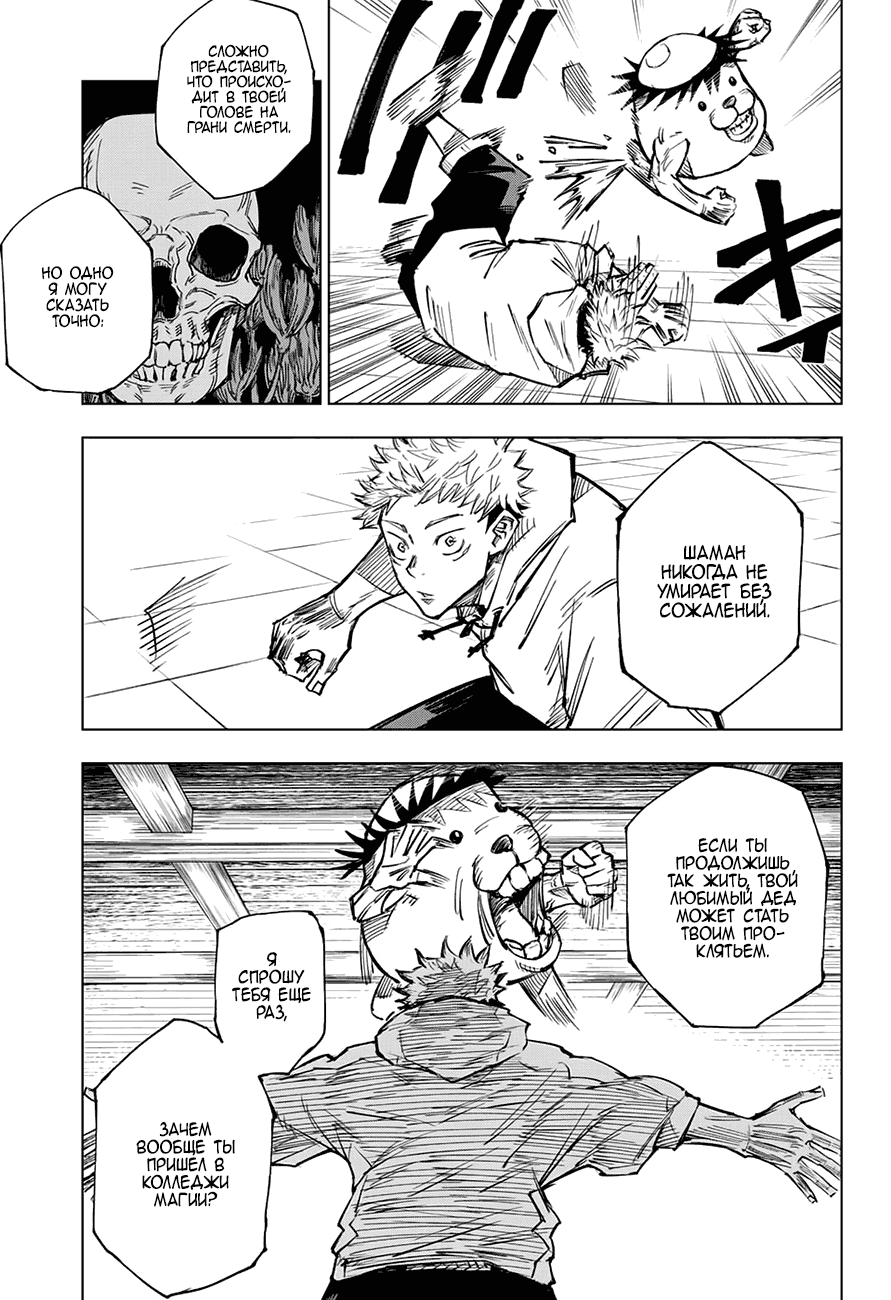 СЛОЖНО
ПРЕДСТАВИТЬ,
ЧТО ПРОИСХО-
ДИТ В ТВОЕЙ
ГОЛОВЕ НА
ГРАНИ СМЕРТИ.
НО ОДНО
Я МОГУ
СКАЗАТЬ
ТОЧНО:
ШАМАН
НИКОГДА НЕ
УМИРАЕТ БЕЗ
СОЖАЛЕНИЙ.
ЕСЛИ ТЫ
ПРОДОЛЖИШЬ
ТАК ЖИТЬ, ТВОЙ
ЛЮБИМЫЙ ДЕД
МОЖЕТ СТАТЬ
ТВОИМ ПРО-
КЛЯТЬЕМ.
Я
СПРОШУ
ТЕБЯ ЕЩЕ
РАЗ,
ЗАЧЕМ
ВООБЩЕ ТЫ
ПРИШЕЛ В
КОЛЛЕДЖИ
МАГИИ?